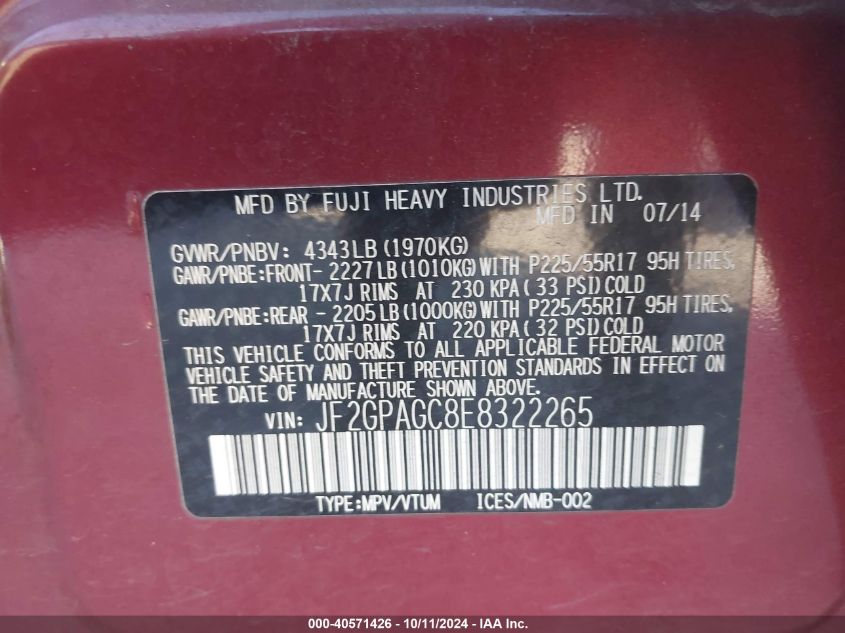 MFD BY FUJI HEAVY INDUSTRIES LTD.
MFD IN 07/14
GVWR/PNBV: 4343LB (1970KG)
GAWR/PNBE:FRONT- 2227LB(1010KG)WITH P225/55R17 95H TIRES,
17X7J RIMS AT 230 KPA(33 PSI)COLD
GAWR/PNBE:REAR - 2205LB(1000KG)WITH P225/55R17 95H TIRES,
17X7J RIMS AT 220 KPA(32 PSI)COLD
THIS VEHICLE CONFORMS TO ALL APPLICABLE FEDERAL MOTOR
VEHICLE SAFETY AND THEFT PREVENTION STANDARDS IN EFFECT ON
THE DATE OF MANUFACTURE SHOWN ABOVE.
VIN: JF2GPAGC8E8322265
TYPE:MPV/VTUM ICES/NMB-002
000-40571426 - 10/11/2024 - IAA Inc.